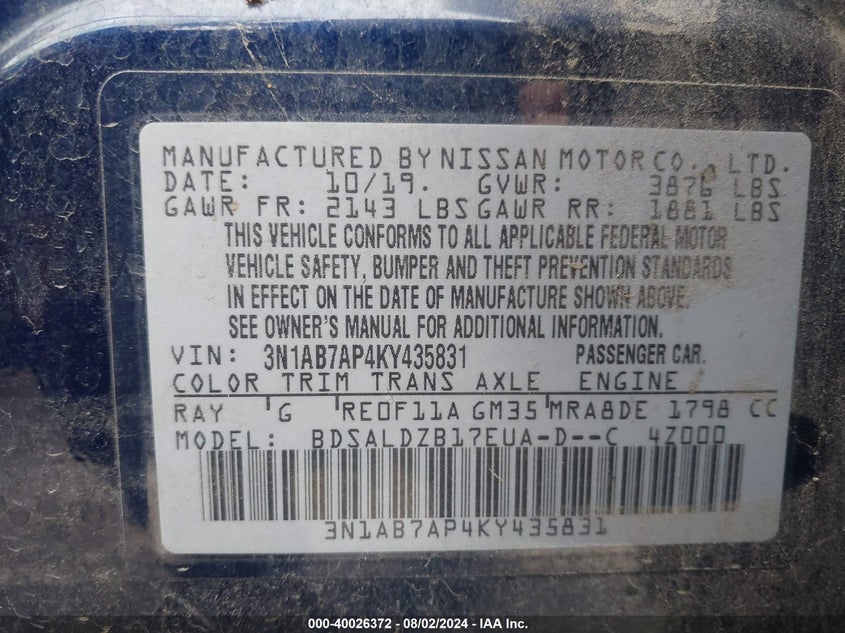 MANUFACTURED BY NISSAN MOTOR CO., LTD.
DATE: 10/19. GVWR: 3876 LBS
GAWR FR: 2143 LBS GAWR RR: 1881 LBS
THIS VEHICLE CONFORMS TO ALL APPLICABLE FEDERAL MOTOR
VEHICLE SAFETY, BUMPER AND THEFT PREVENTION STANDARDS
IN EFFECT ON THE DATE OF MANUFACTURE SHOWN ABOVE.
SEE OWNER'S MANUAL FOR ADDITIONAL INFORMATION.
VIN: 3N1AB7AP4KY435831 PASSENGER CAR.
COLOR TRIM TRANS AXLE ENGINE
RAY G RE0F11A GM35 MRA8DE 1798 CC
MODEL: BDSALDZB17EUA-D--C 4Z000
3N1AB7AP4KY435831
000-40026372 - 08/02/2024 - IAA Inc.